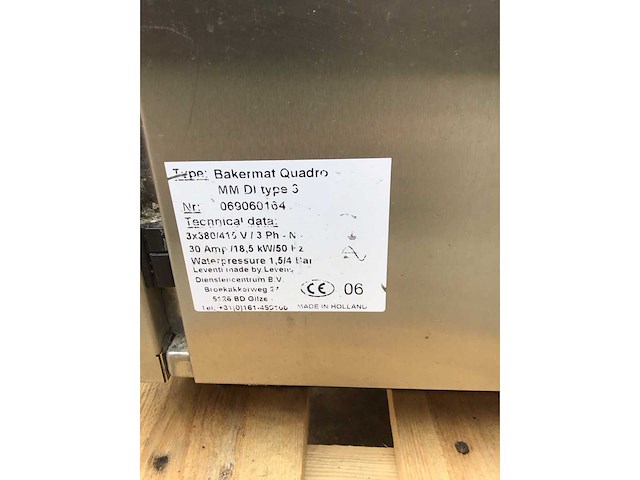 Type: Bakermat Quadro
MM DI type 3
Nr: 069060164
Technical data:
3x380/415 V / 3 Ph - N
30 Amp /18,5 kW/50 Hz
Waterpressure 1,5/4 Bar
Leventi made by Levens
Dienstencentrum B.V.
Broekakkerweg
BD Gilze
CE 06
MADE IN HOLLAND